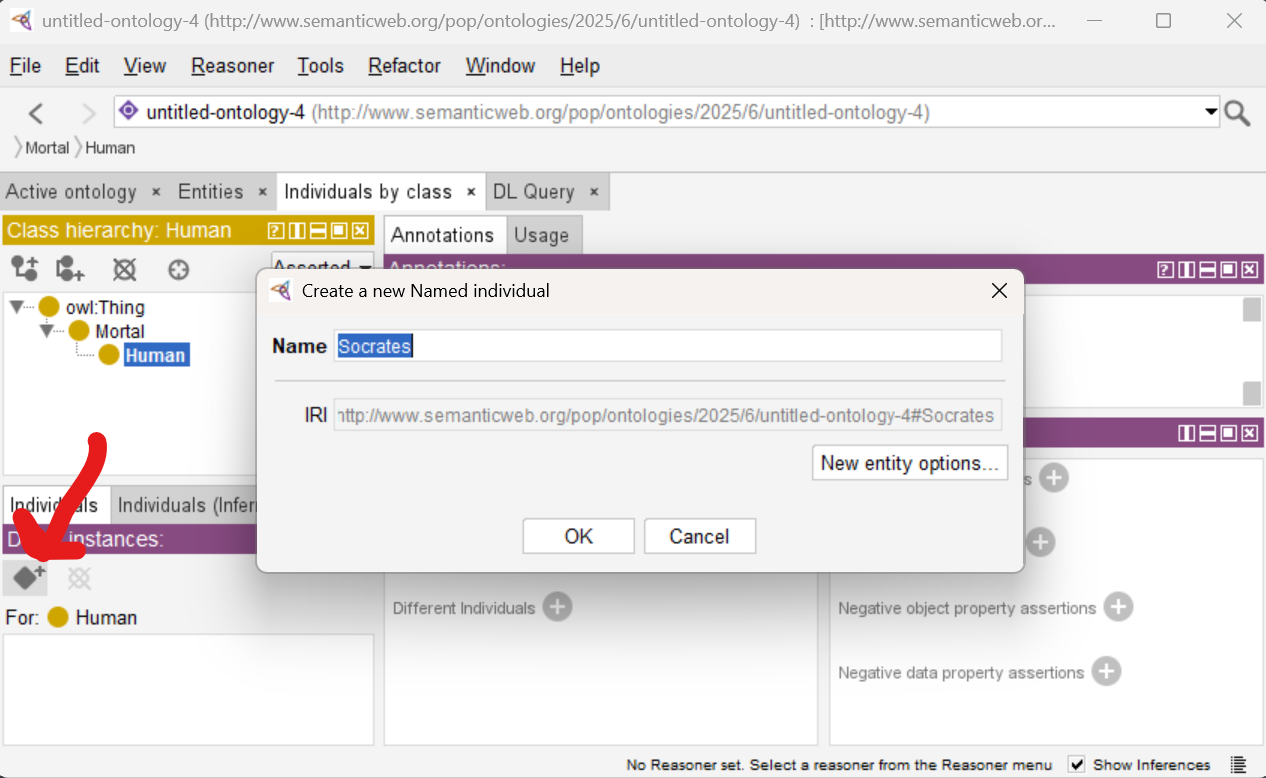 untitled-ontology-4 (http://www.semanticweb.org/pop/ontologies/2025/6/untitled-ontology-4) : [http://www.semanticweb.or...
File Edit View Reasoner Tools Refactor Window Help
untitled-ontology-4 (http://www.semanticweb.org/pop/ontologies/2025/6/untitled-ontology-4)
Mortal Human
Active ontology × Entities × Individuals by class × DL Query ×
Class hierarchy: Human
Annotations Usage
Asserted
Annotations:
owl:Thing
Mortal
Human
Create a new Named individual
Name Socrates
IRI http://www.semanticweb.org/pop/ontologies/2025/6/untitled-ontology-4#Socrates
New entity options...
OK Cancel
Individuals Individuals (Infer
instances:
For: Human
Different Individuals
Negative object property assertions
Negative data property assertions
No Reasoner set. Select a reasoner from the Reasoner menu Show Inferences